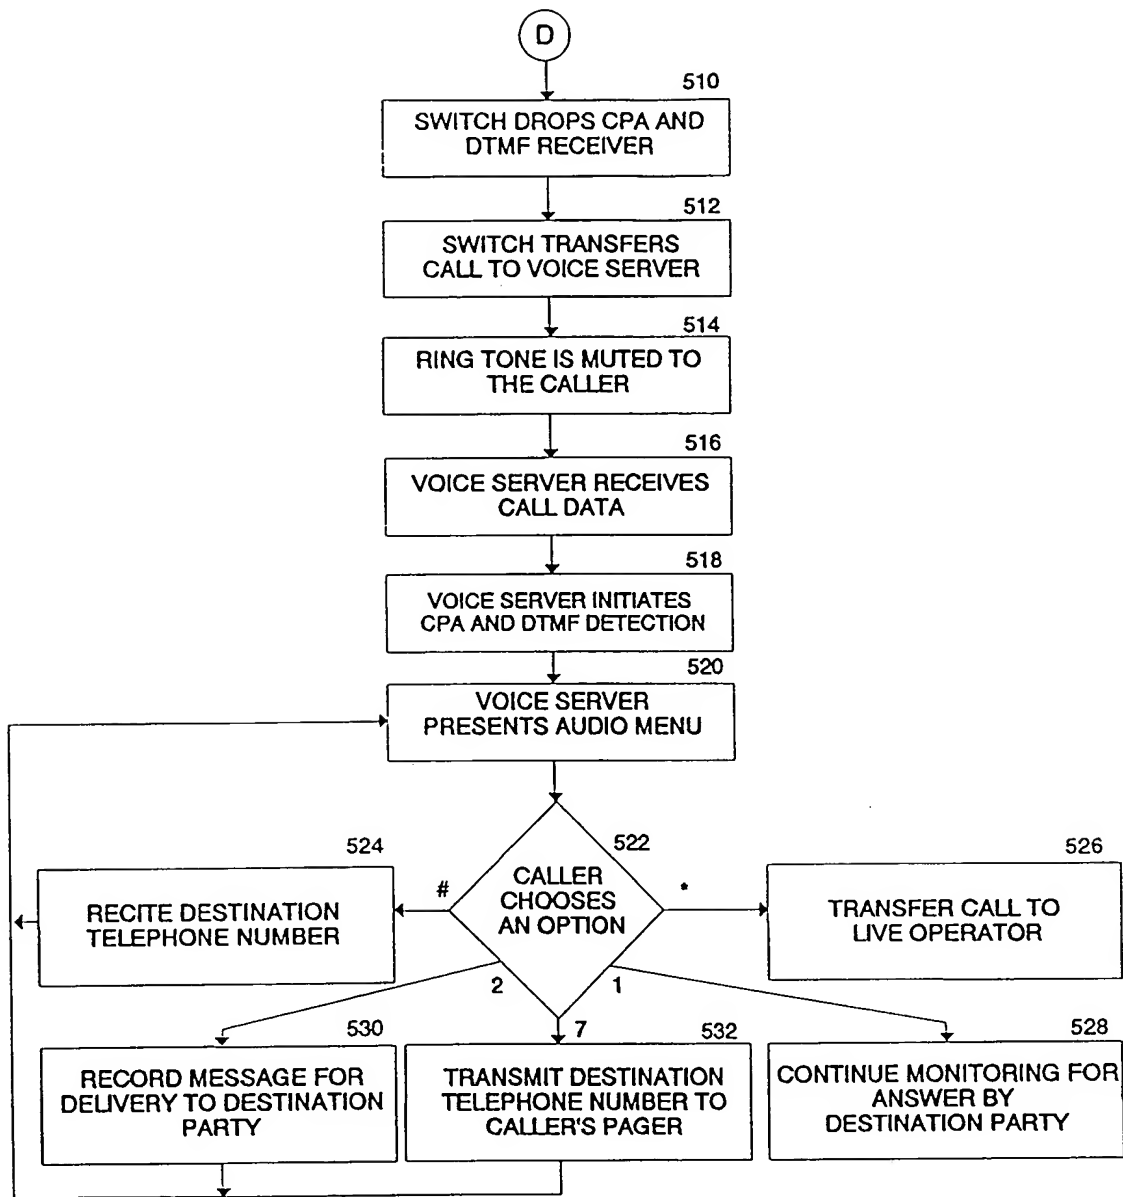 D
510
SWITCH DROPS CPA AND
DTMF RECEIVER
512
SWITCH TRANSFERS
CALL TO VOICE SERVER
514
RING TONE IS MUTED TO
THE CALLER
516
VOICE SERVER RECEIVES
CALL DATA
518
VOICE SERVER INITIATES
CPA AND DTMF DETECTION
520
VOICE SERVER
PRESENTS AUDIO MENU
522
CALLER
CHOOSES
AN OPTION
524
#
RECITE DESTINATION
TELEPHONE NUMBER
526
*
TRANSFER CALL TO
LIVE OPERATOR
2
530
RECORD MESSAGE FOR
DELIVERY TO DESTINATION
PARTY
7
532
TRANSMIT DESTINATION
TELEPHONE NUMBER TO
CALLER'S PAGER
1
528
CONTINUE MONITORING FOR
ANSWER BY
DESTINATION PARTY